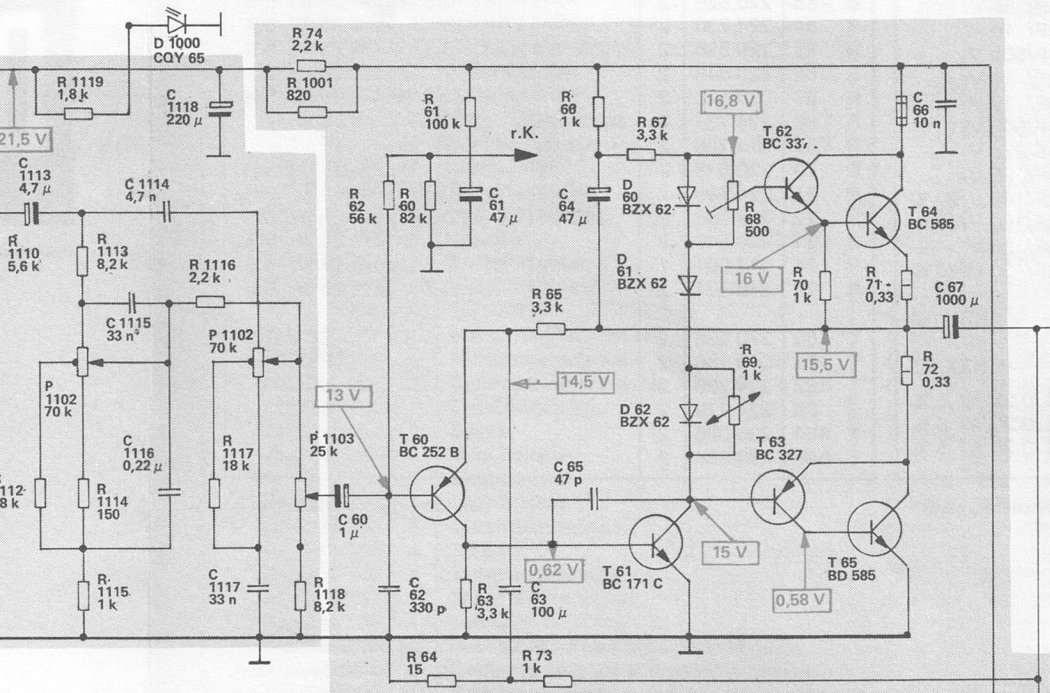 D 1000
CQY 65
R 74
2,2 k
R 1001
820
R 1119
1,8 k
C
1118
220 µ
21,5 V
C
1113
4,7 µ
C 1114
4,7 n
R
1110
5,6 k
R
1113
8,2 k
R 1116
2,2 k
C 1115
33 n
P 1102
70 k
P
1102
70 k
C
1116
0,22 µ
R
1117
18 k
P 1103
25 k
R
1114
150
R
1115
1 k
C
1117
33 n
R
1118
8,2 k
C 60
1 µ
13 V
R
61
100 k
r.K.
R
62
56 k
R
60
82 k
C
61
47 µ
R
66
1 k
C
64
47 µ
R 67
3,3 k
16,8 V
T 62
BC 337
C
66
10 n
D
60
BZX 62
R
68
500
T 64
BC 585
16 V
D
61
BZX 62
R
70
1 k
R
71
0,33
C 67
1000 µ
R 65
3,3 k
15,5 V
R
72
0,33
R
69
1 k
14,5 V
D 62
BZX 62
T 60
BC 252 B
T 63
BC 327
C 65
47 p
15 V
T 61
BC 171 C
T 65
BD 585
0,62 V
0,58 V
C
62
330 p
R
63
3,3 k
C
63
100 µ
R 64
15
R 73
1 k